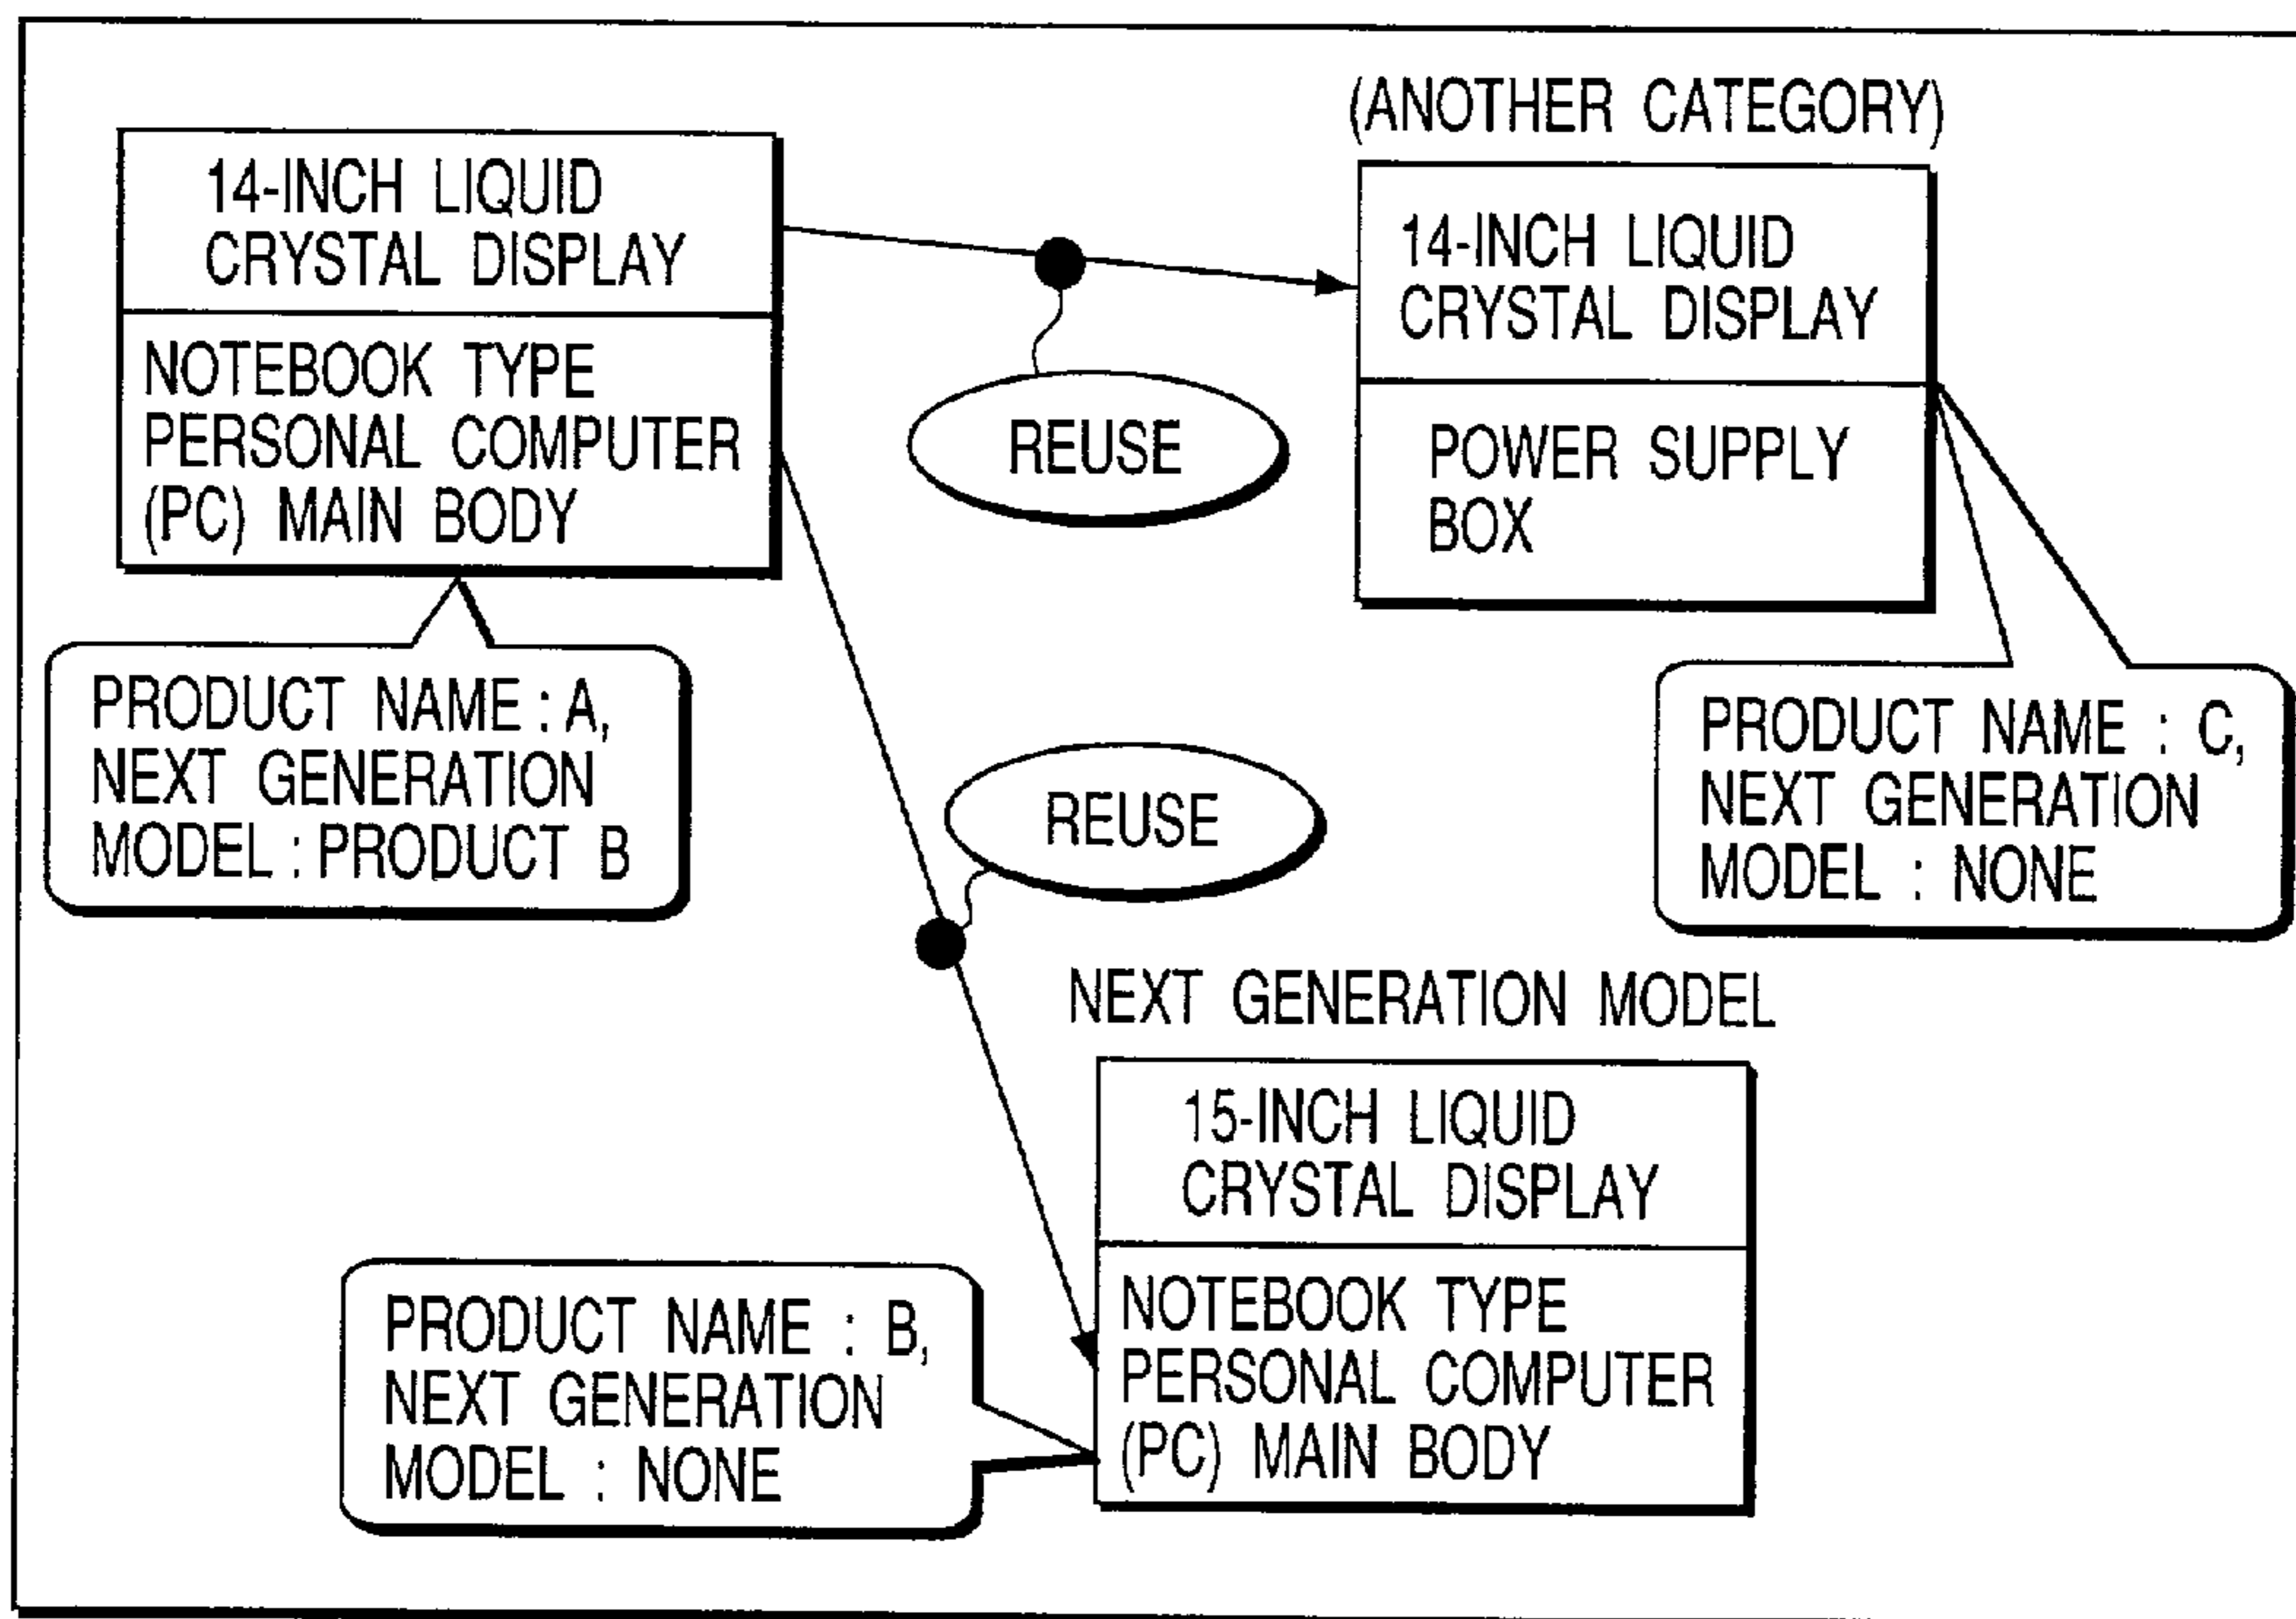 14-INCH LIQUID
CRYSTAL DISPLAY
NOTEBOOK TYPE
PERSONAL COMPUTER
(PC) MAIN BODY
PRODUCT NAME : A,
NEXT GENERATION
MODEL : PRODUCT B
REUSE
(ANOTHER CATEGORY)
14-INCH LIQUID
CRYSTAL DISPLAY
POWER SUPPLY
BOX
PRODUCT NAME : C,
NEXT GENERATION
MODEL : NONE
REUSE
NEXT GENERATION MODEL
15-INCH LIQUID
CRYSTAL DISPLAY
NOTEBOOK TYPE
PERSONAL COMPUTER
(PC) MAIN BODY
PRODUCT NAME : B,
NEXT GENERATION
MODEL : NONE